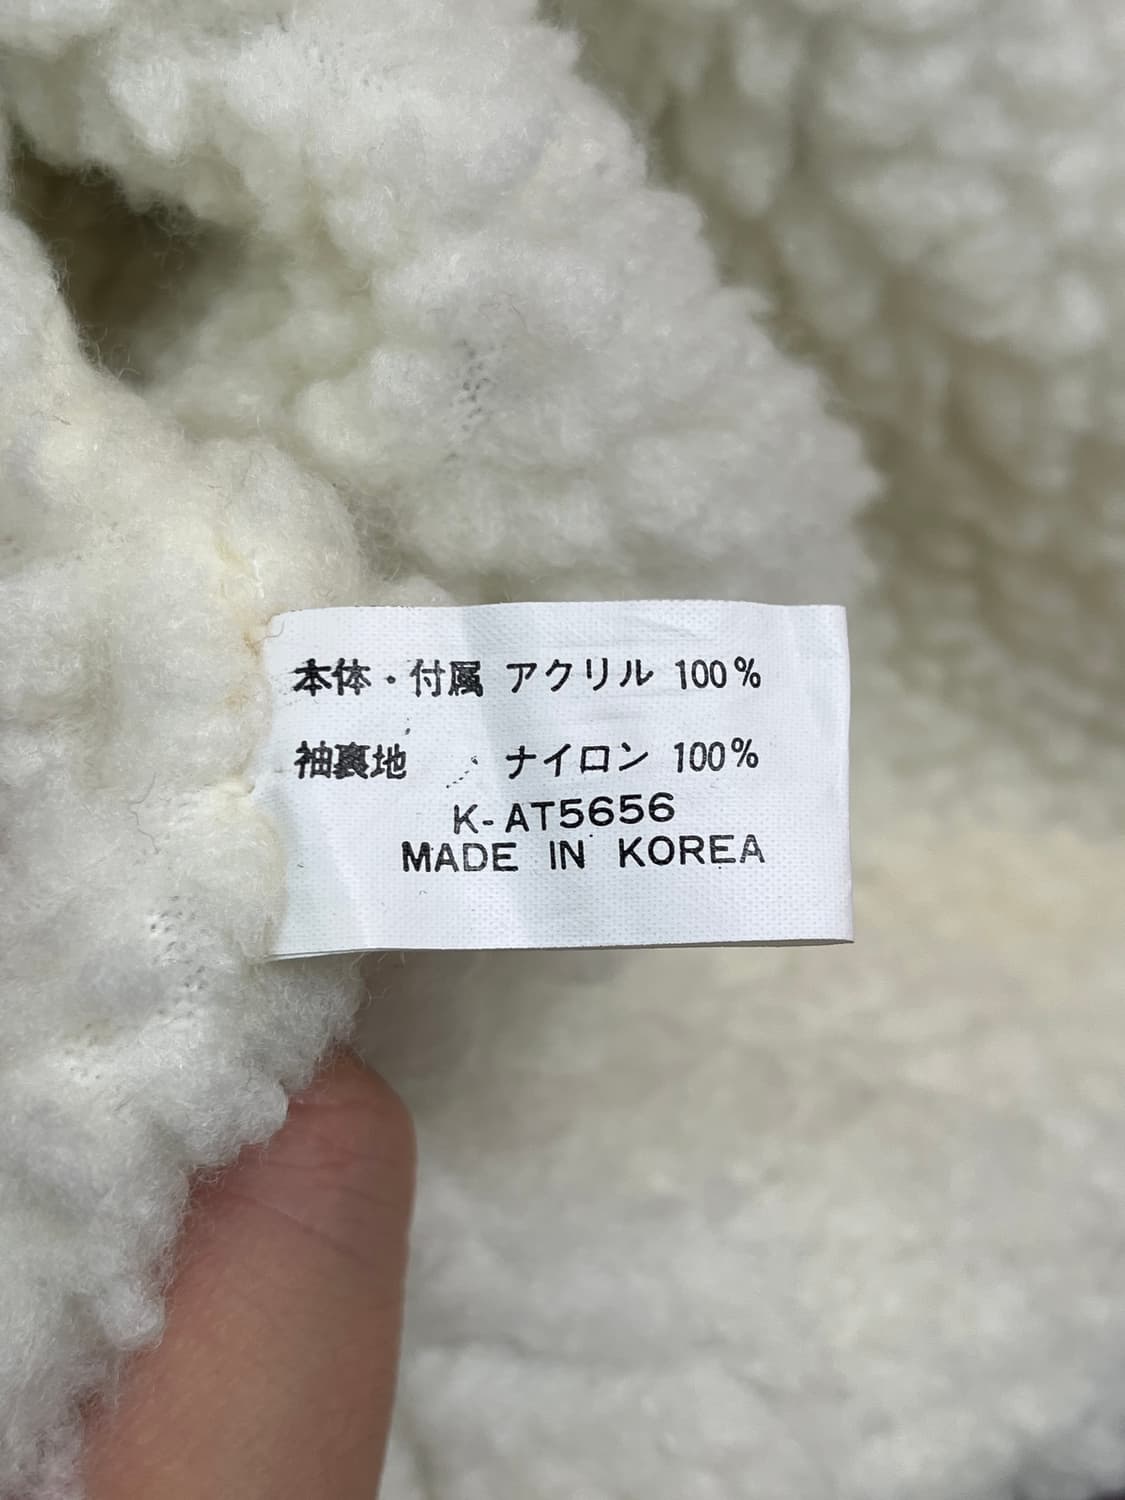 本体・付属 アクリル 100%
袖裏地 ナイロン 100%
K-AT5656
MADE IN KOREA